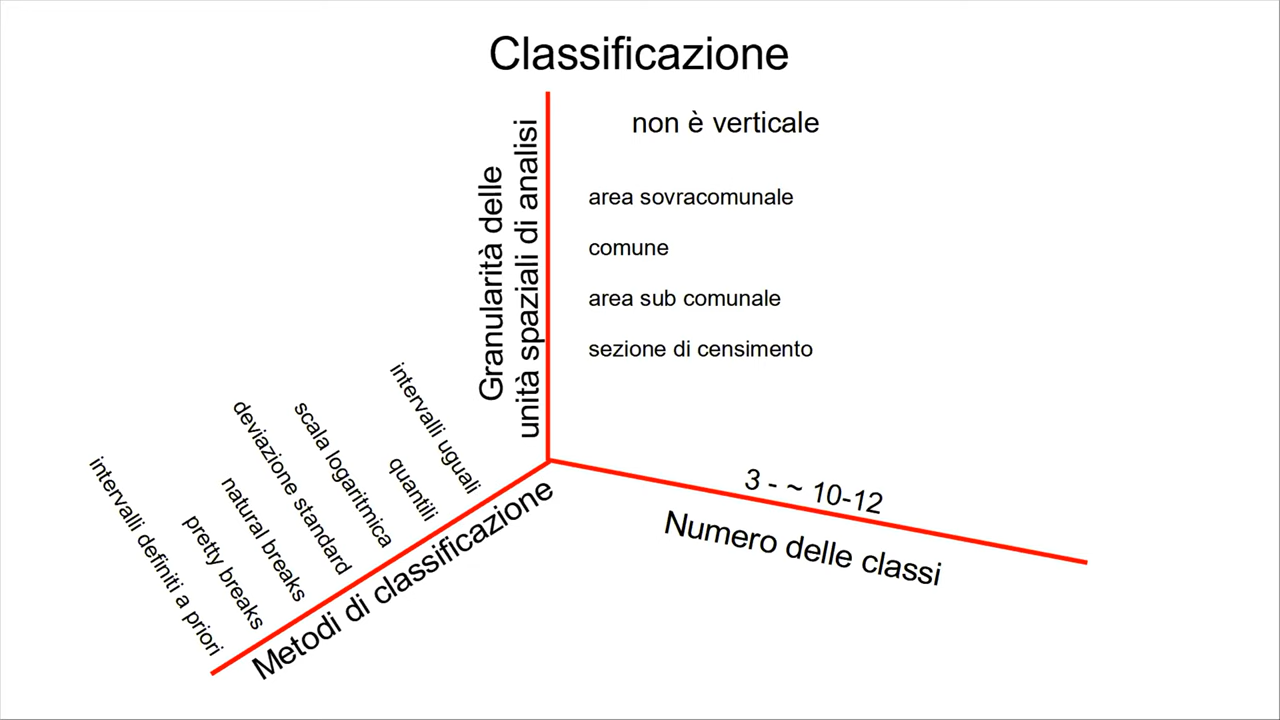 Classificazione
non è verticale
Granularità delle
unità spaziali di analisi
area sovracomunale
comune
area sub comunale
sezione di censimento
intervalli uguali
quantili
scala logaritmica
deviazione standard
natural breaks
pretty breaks
intervalli definiti a priori
Metodi di classificazione
3 - ~ 10-12
Numero delle classi